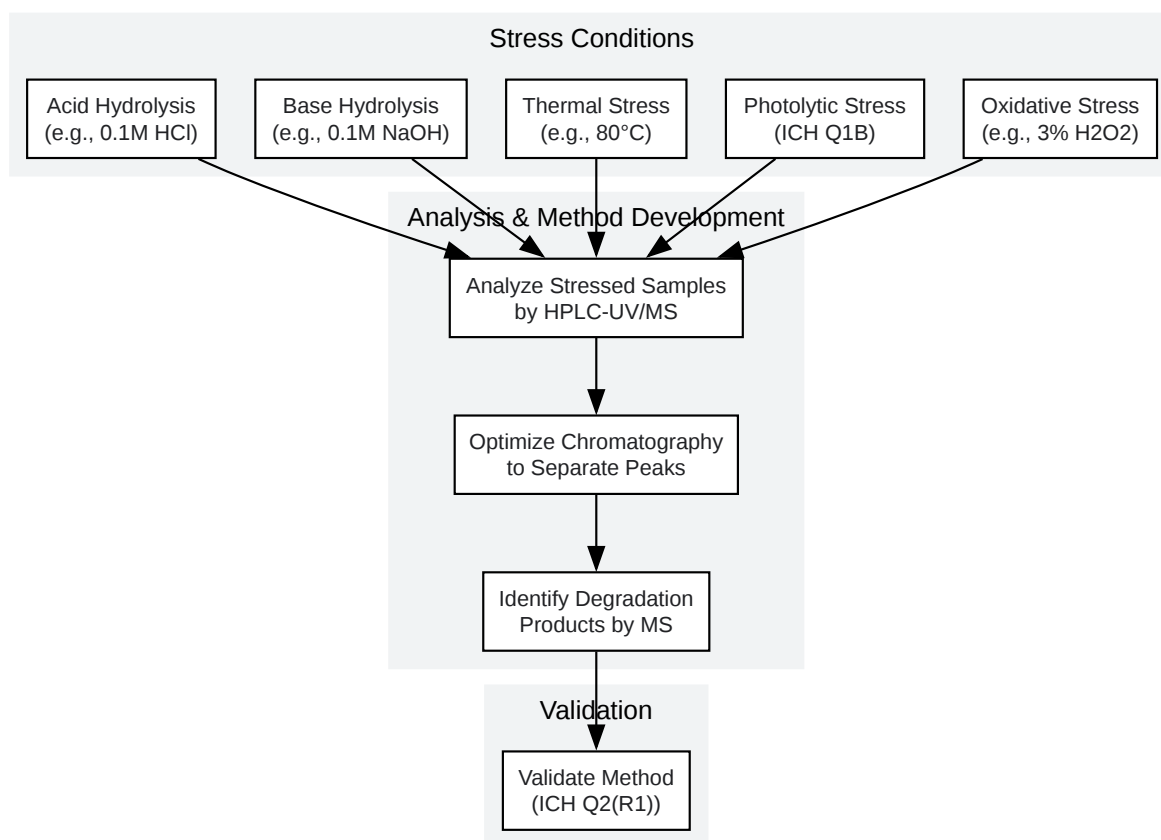 Stress Conditions
Acid Hydrolysis
(e.g., 0.1M HCl)
Base Hydrolysis
(e.g., 0.1M NaOH)
Thermal Stress
(e.g., 80°C)
Photolytic Stress
(ICH Q1B)
Oxidative Stress
(e.g., 3% H2O2)
Analysis & Method Development
Analyze Stressed Samples
by HPLC-UV/MS
Optimize Chromatography
to Separate Peaks
Identify Degradation
Products by MS
Validation
Validate Method
(ICH Q2(R1))